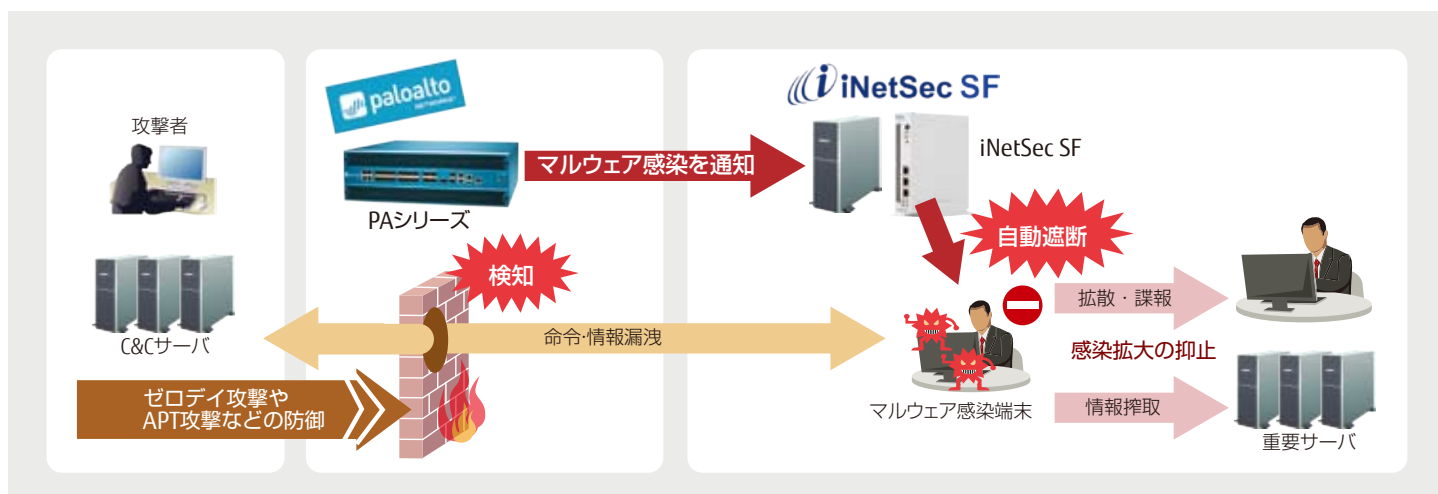 攻撃者
C&Cサーバ
ゼロデイ攻撃や
APT攻撃などの防御
paloalto
NETWORKS
PAシリーズ
検知
マルウェア感染を通知
命令・情報漏洩
iNetSec SF
iNetSec SF
自動遮断
マルウェア感染端末
拡散・諜報
感染拡大の抑止
情報搾取
重要サーバ